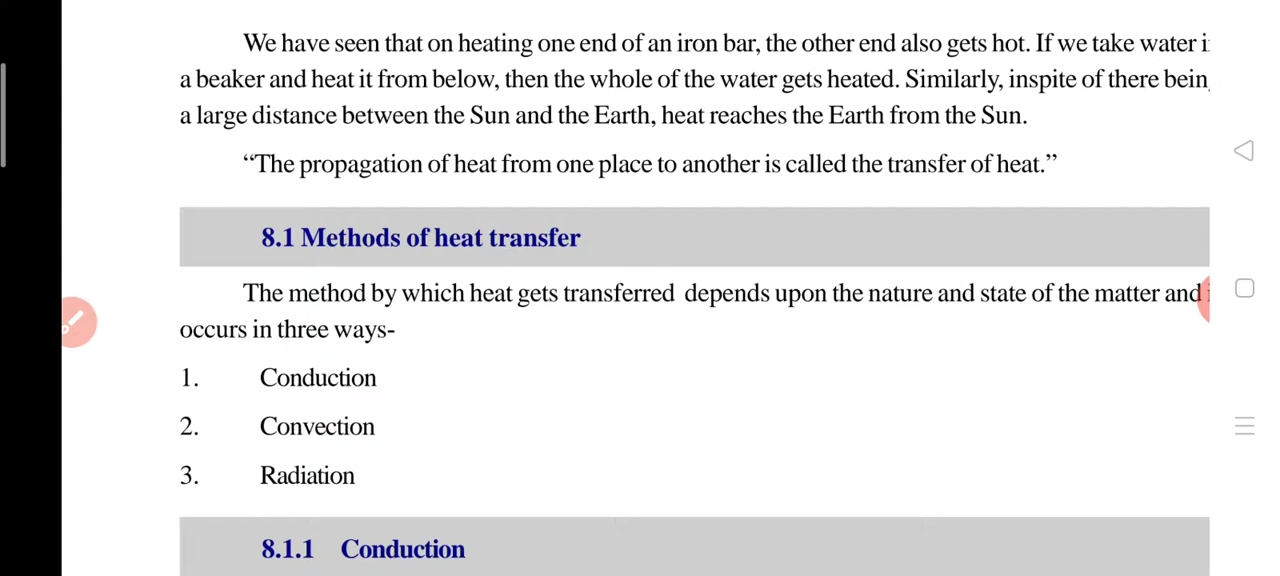 We have seen that on heating one end of an iron bar, the other end also gets hot. If we take water
a beaker and heat it from below, then the whole of the water gets heated. Similarly, inspite of there
a large distance between the Sun and the Earth, heat reaches the Earth from the Sun.
“The propagation of heat from one place to another is called the transfer of heat.”
8.1 Methods of heat transfer
The method by which heat gets transferred depends upon the nature and state of the matter and
occurs in three ways-
1. Conduction
2. Convection
3. Radiation
8.1.1 Conduction